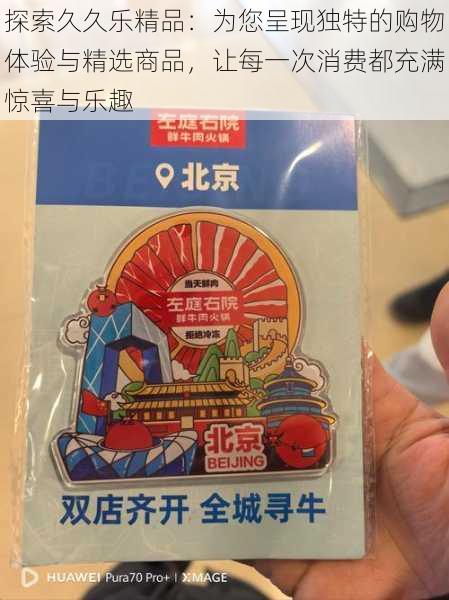 探索久久乐精品：为您呈现独特的购物
体验与精选商品，让每一次消费都充满
惊喜与乐趣
左庭右院
鲜牛肉火锅
BEIJING
北京
当天鲜肉
左庭右院
鲜牛肉火锅
拒绝冷冻
北京
BEIJING
双店齐开 全城寻牛
HUAWEI Pura70 Pro+ | XMAGE